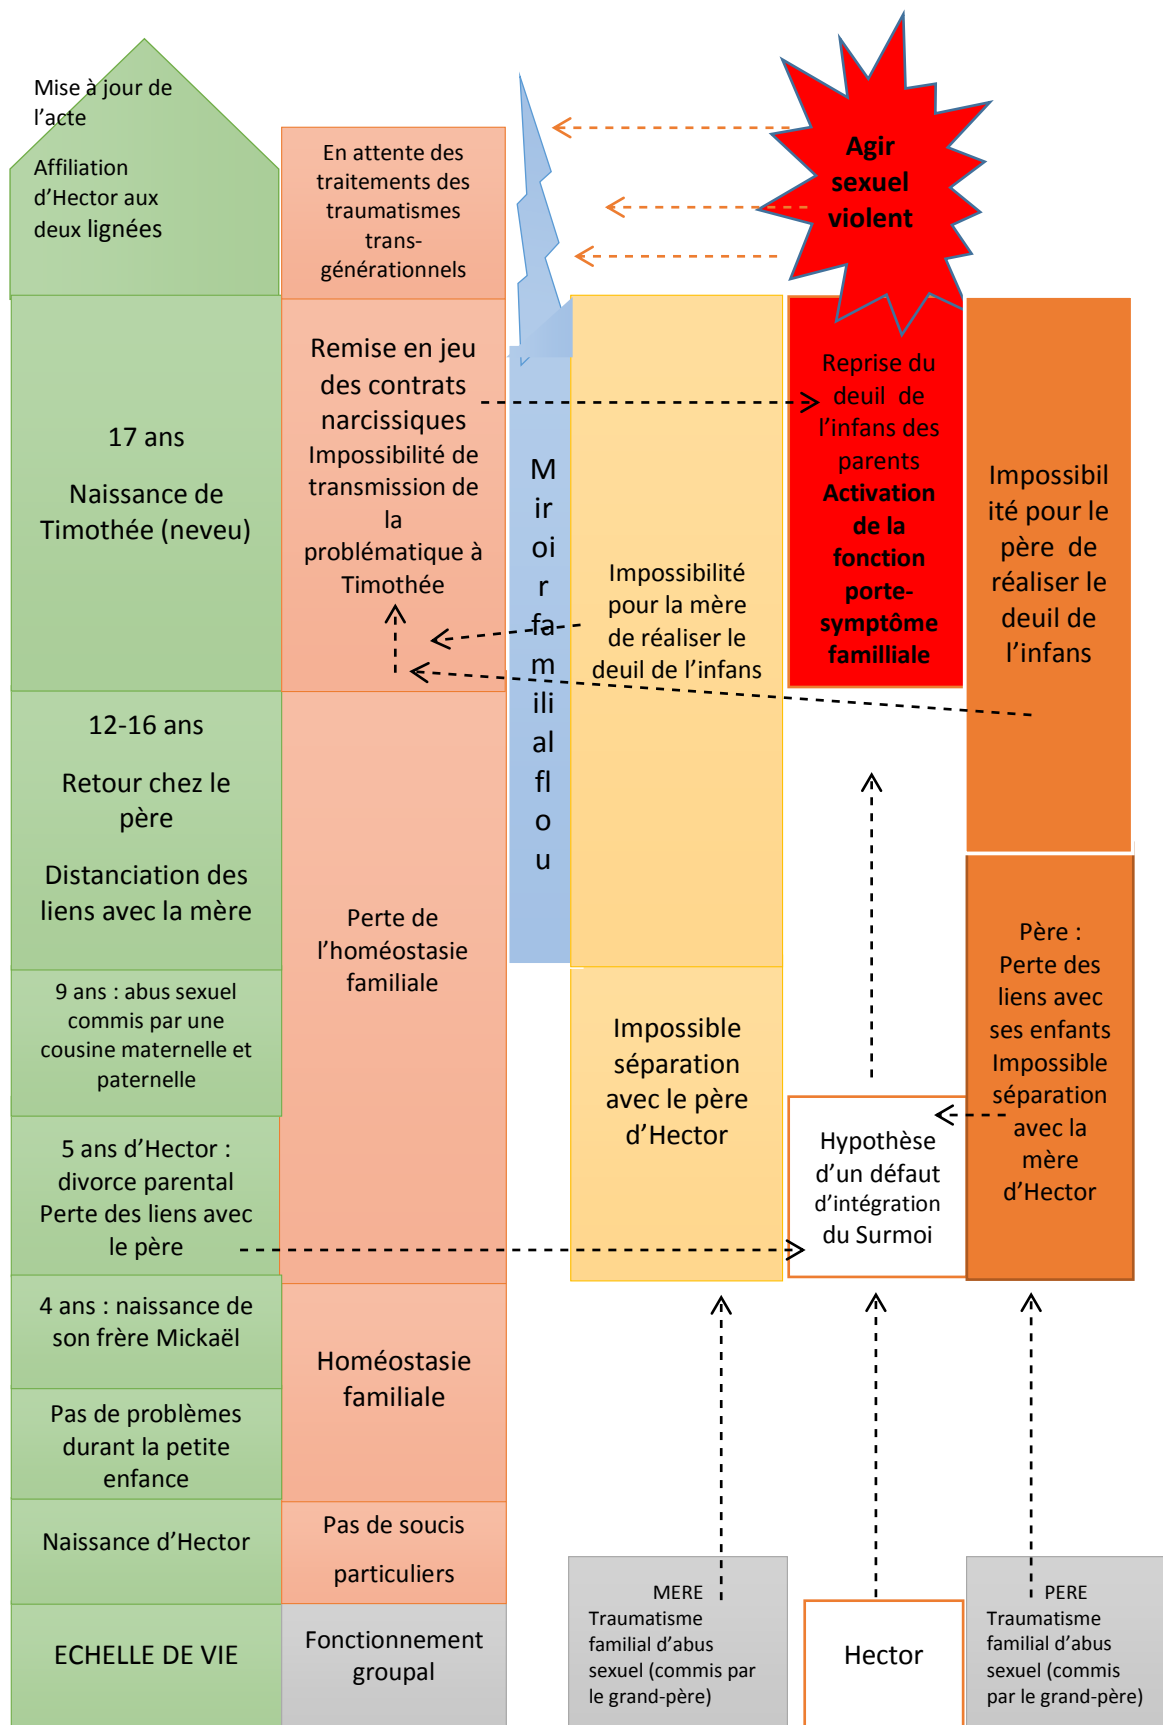 Mise à jour de
l’acte
Affiliation
d’Hector aux
deux lignées
En attente des
traitements des
traumatismes
trans-
générationnels
Agir
sexuel
violent
17 ans
Naissance de
Timothée (neveu)
Remise en jeu
des contrats
narcissiques
Impossibilité de
transmission de
la
problématique à
Timothée
M
ir
oi
r
fa
m
ili
al
fl
o
u
Impossibilité
pour la mère
de réaliser le
deuil de l’infans
Reprise du
deuil de
l’infans des
parents
Activation
de la
fonction
porte-
symptôme
familliale
Impossibil
ité pour le
père de
réaliser le
deuil de
l’infans
12-16 ans
Retour chez le
père
Distanciation des
liens avec la mère
Perte de
l’homéostasie
familiale
9 ans : abus sexuel
commis par une
cousine maternelle et
paternelle
Impossible
séparation
avec le père
d’Hector
Père :
Perte des
liens avec
ses enfants
Impossible
séparation
avec la
mère
d’Hector
5 ans d’Hector :
divorce parental
Perte des liens avec
le père
Hypothèse
d’un défaut
d’intégration
du Surmoi
4 ans : naissance de
son frère Mickaël
Homéostasie
familiale
Pas de problèmes
durant la petite
enfance
Naissance d’Hector
Pas de soucis
particuliers
ECHELLE DE VIE
Fonctionnement
groupal
MERE
Traumatisme
familial d’abus
sexuel (commis par
le grand-père)
Hector
PERE
Traumatisme
familial d’abus
sexuel (commis
par le grand-père)